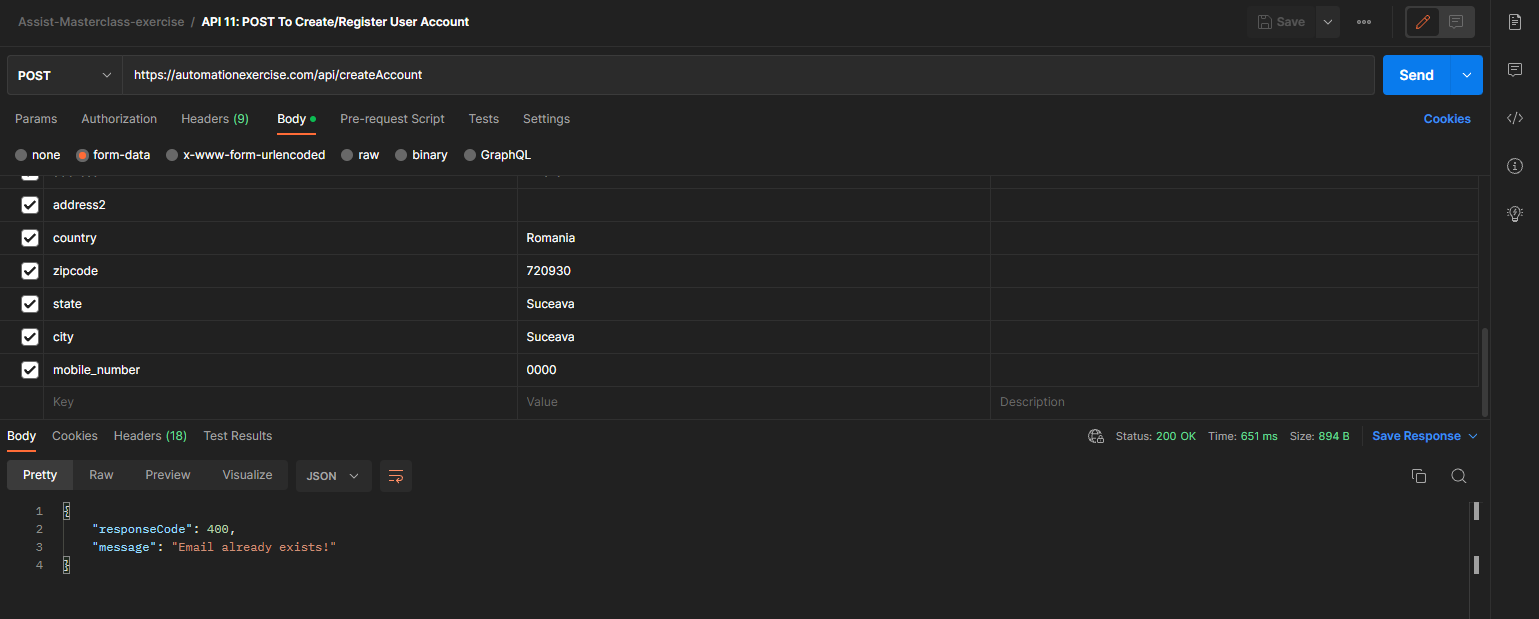 Assist-Masterclass-exercise / API 11: POST To Create/Register User Account
Save
POST https://automationexercise.com/api/createAccount Send
Params Authorization Headers (9) Body Pre-request Script Tests Settings Cookies
none form-data x-www-form-urlencoded raw binary GraphQL
address2
country Romania
zipcode 720930
state Suceava
city Suceava
mobile_number 0000
Key Value Description
Body Cookies Headers (18) Test Results Status: 200 OK Time: 651 ms Size: 894 B Save Response
Pretty Raw Preview Visualize JSON
1 {
2 "responseCode": 400,
3 "message": "Email already exists!"
4 }